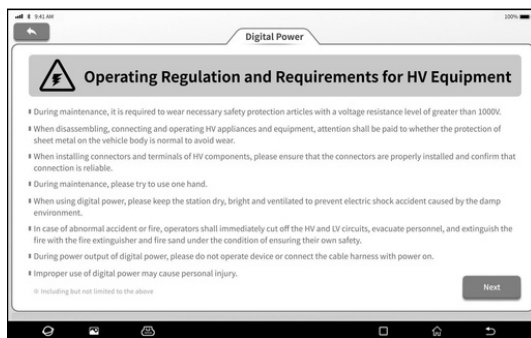 9:41 AM
100%
Digital Power
Operating Regulation and Requirements for HV Equipment
During maintenance, it is required to wear necessary safety protection articles with a voltage resistance level of greater than 1000V.
When disassembling, connecting and operating HV appliances and equipment, attention shall be paid to whether the protection of
sheet metal on the vehicle body is normal to avoid wear.
When installing connectors and terminals of HV components, please ensure that the connectors are properly installed and confirm that
connection is reliable.
During maintenance, please try to use one hand.
When using digital power, please keep the station dry, bright and ventilated to prevent electric shock accident caused by the damp
environment.
In case of abnormal accident or fire, operators shall immediately cut off the HV and LV circuits, evacuate personnel, and extinguish the
fire with the fire extinguisher and fire sand under the condition of ensuring their own safety.
During power output of digital power, please do not operate device or connect the cable harness with power on.
Improper use of digital power may cause personal injury.
※ Including but not limited to the above
Next